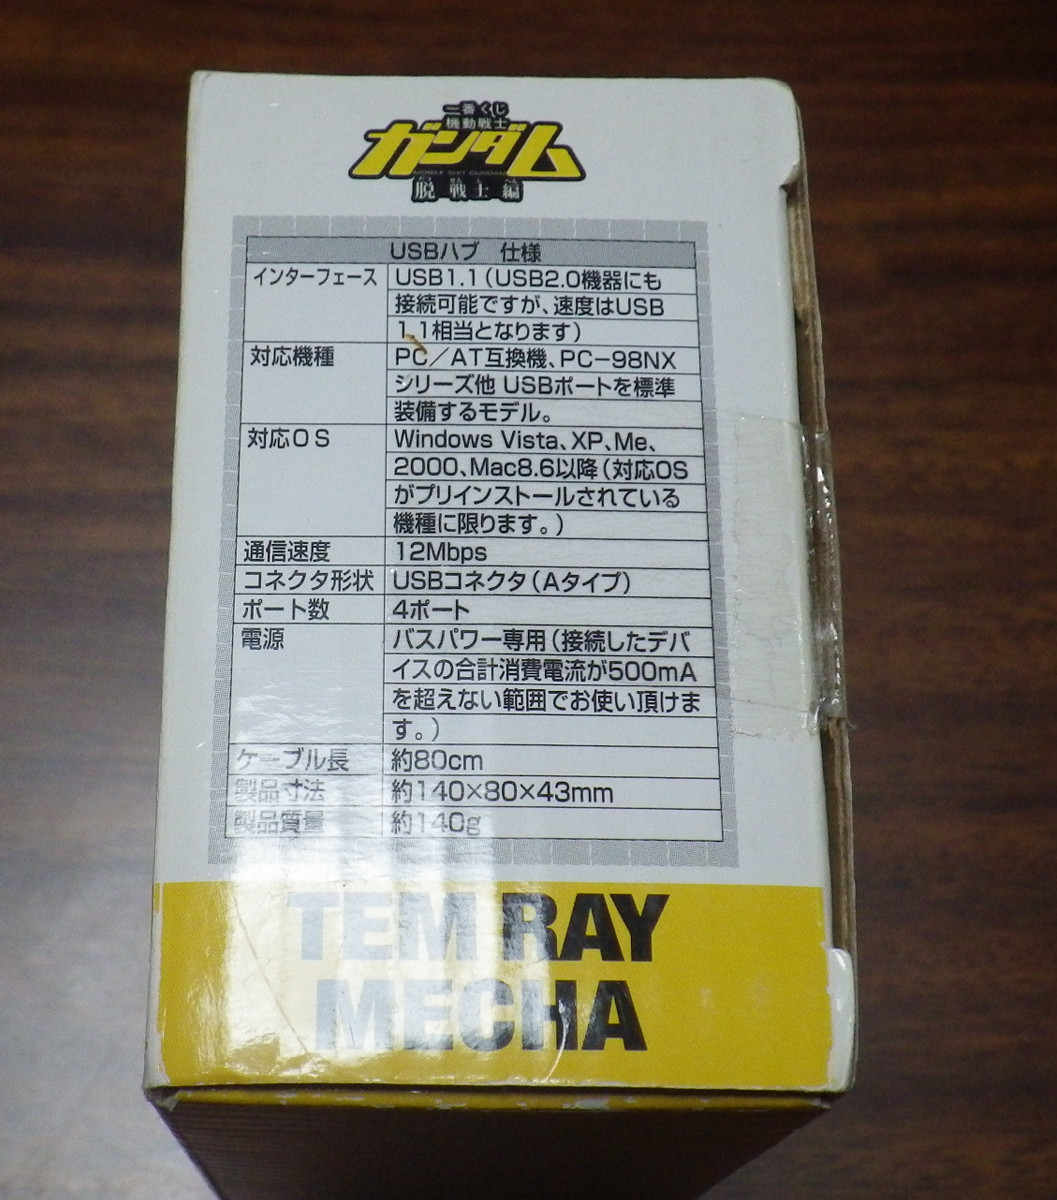 一番くじ
機動戦士
ガンダム
MOBILE SUIT GUNDAM
脱戦士編
USBハブ 仕様
インターフェース USB1.1(USB2.0機器にも
接続可能ですが、速度はUSB
1.1相当となります)
対応機種 PC/AT互換機、PC-98NX
シリーズ他 USBポートを標準
装備するモデル。
対応OS Windows Vista、XP、Me、
2000、Mac8.6以降(対応OS
がプリインストールされている
機種に限ります。)
通信速度 12Mbps
コネクタ形状 USBコネクタ(Aタイプ)
ポート数 4ポート
電源 バスパワー専用(接続したデバ
イスの合計消費電流が500mA
を超えない範囲でお使い頂けま
す。)
ケーブル長 約80cm
製品寸法 約140×80×43mm
製品質量 約140g
TEM RAY
MECHA